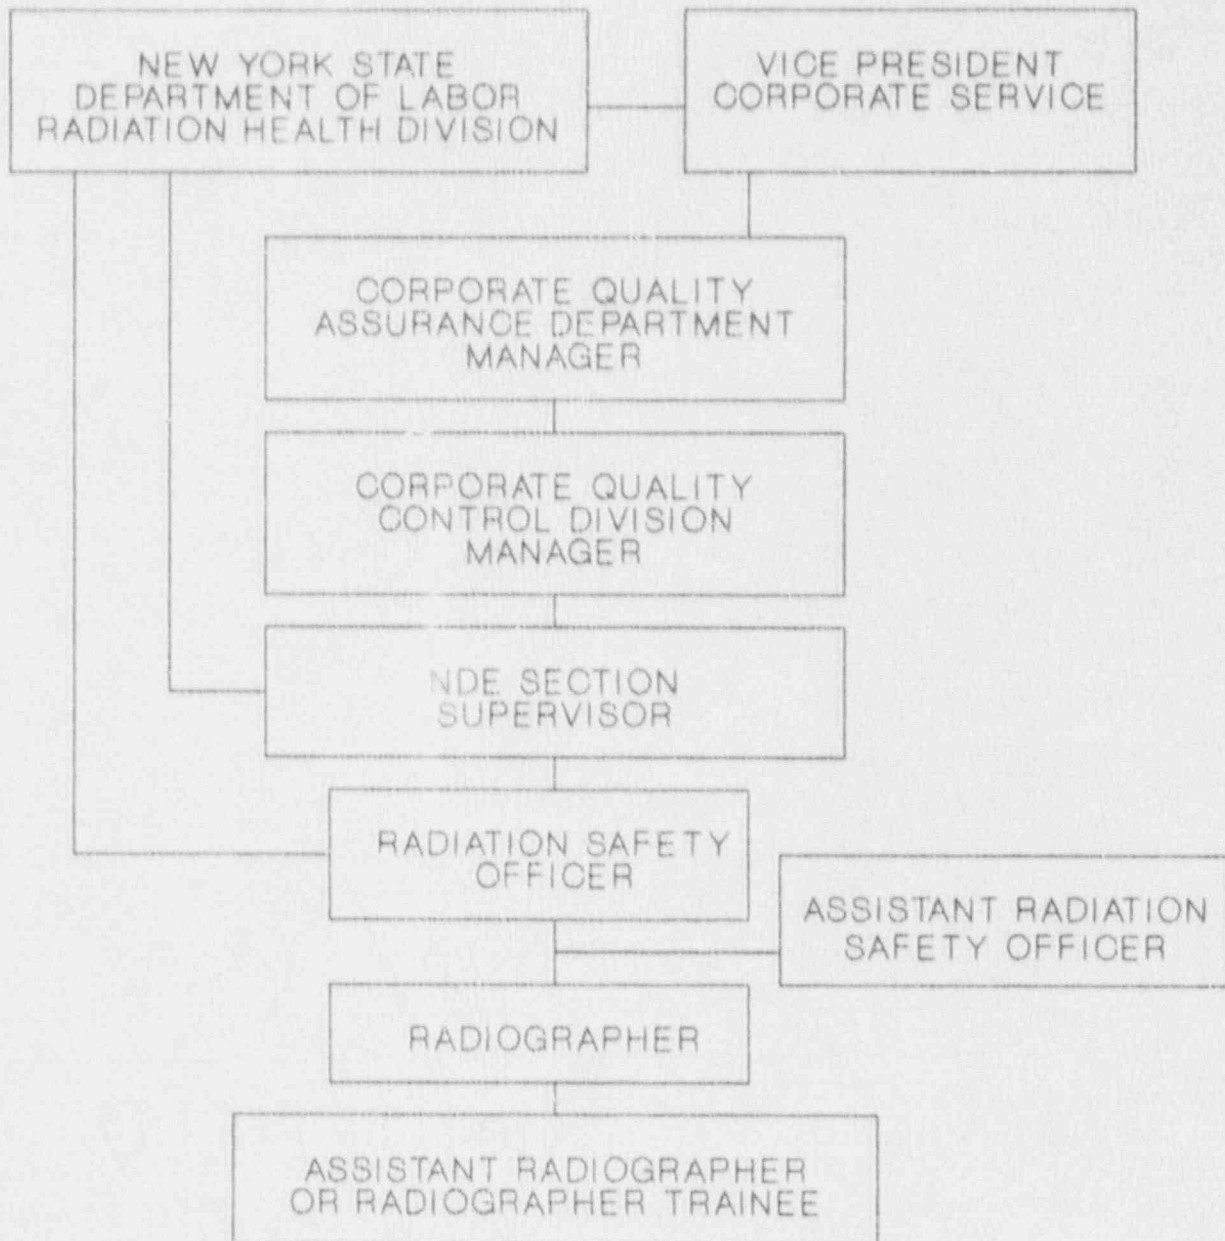 NEW YORK STATE
DEPARTMENT OF LABOR
RADIATION HEALTH DIVISION
VICE PRESIDENT
CORPORATE SERVICE
CORPORATE QUALITY
ASSURANCE DEPARTMENT
MANAGER
CORPORATE QUALITY
CONTROL DIVISION
MANAGER
NDE SECTION
SUPERVISOR
RADIATION SAFETY
OFFICER
ASSISTANT RADIATION
SAFETY OFFICER
RADIOGRAPHER
ASSISTANT RADIOGRAPHER
OR RADIOGRAPHER TRAINEE